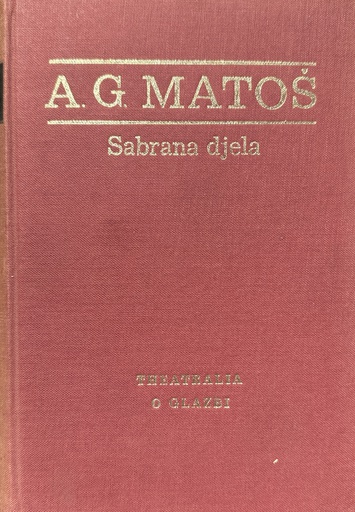 A. G. MATOŠ
Sabrana djela
THEATRALIA
O GLAZBI